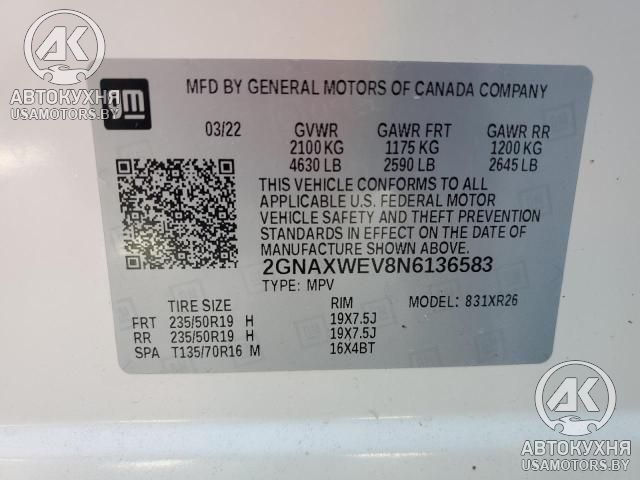 АВТОКУХНЯ
USAMOTORS.BY
gm
MFD BY GENERAL MOTORS OF CANADA COMPANY
03/22 GVWR GAWR FRT GAWR RR
2100 KG 1175 KG 1200 KG
4630 LB 2590 LB 2645 LB
THIS VEHICLE CONFORMS TO ALL
APPLICABLE U.S. FEDERAL MOTOR
VEHICLE SAFETY AND THEFT PREVENTION
STANDARDS IN EFFECT ON THE DATE OF
MANUFACTURE SHOWN ABOVE.
2GNAXWEV8N6136583
TYPE: MPV MODEL: 831XR26
TIRE SIZE RIM
FRT 235/50R19 H 19X7.5J
RR 235/50R19 H 19X7.5J
SPA T135/70R16 M 16X4BT
АВТОКУХНЯ
USAMOTORS.BY